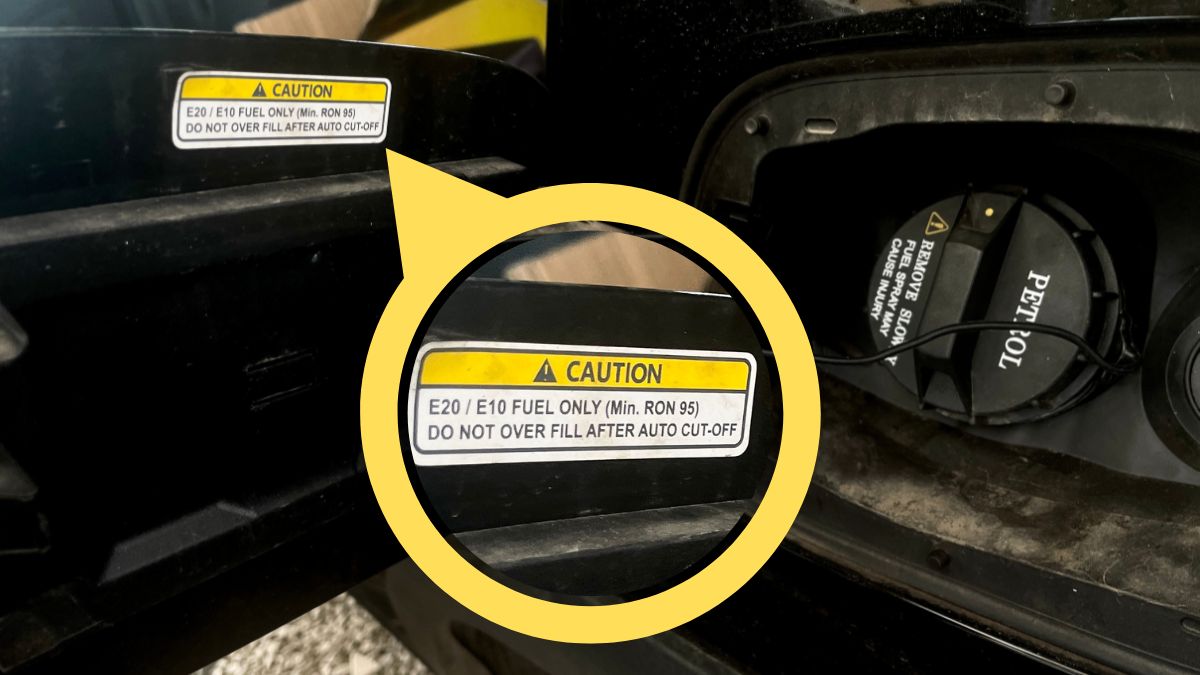 CAUTION
E20 / E10 FUEL ONLY (Min. RON 95)
DO NOT OVER FILL AFTER AUTO CUT-OFF
CAUTION
E20 / E10 FUEL ONLY (Min. RON 95)
DO NOT OVER FILL AFTER AUTO CUT-OFF
REMOVE
FUEL SPRAY MAY
CAUSE INJURY